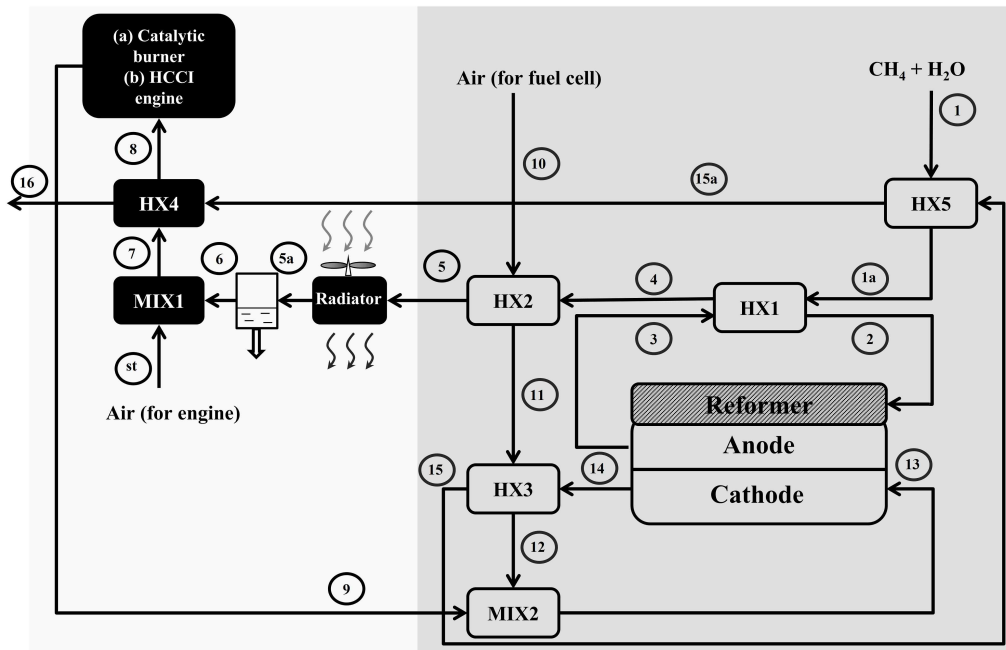 (a) Catalytic
burner
(b) HCCI
engine
Air (for fuel cell)
CH₄ + H₂O
1
8
10
16
15a
HX4
HX5
7
6
5a
5
4
1a
MIX1
Radiator
HX2
HX1
3
2
st
Air (for engine)
11
Reformer
Anode
15
14
13
HX3
Cathode
12
9
MIX2